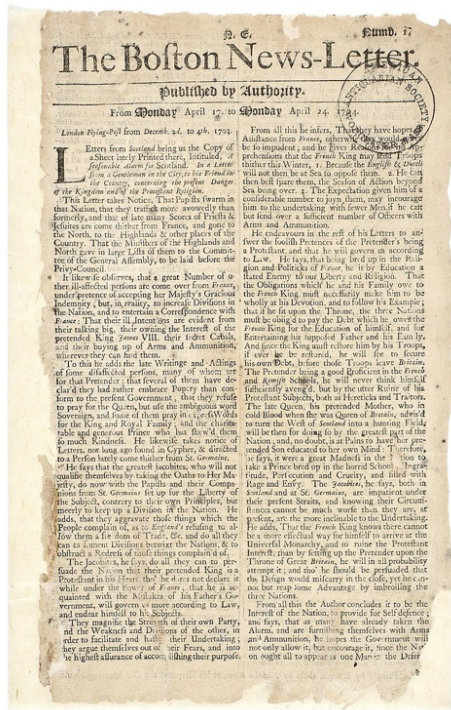 N. E.
Numb. 1
The Boston News-Letter.
Published by Authority.
From Monday April 17. to Monday April 24. 1704.
London Flying-Post from Decemb. 2d. to 4th. 1703.
LEtters from Scotland bring us the Copy of
a Sheet lately Printed there, Intituled, A
seasonable Alarm for Scotland. In a Letter
from a Gentleman in the City, to his Friend in
the Country, concerning the present Danger
of the Kingdom and of the Protestant Religion.
This Letter takes Notice, That Papists swarm in
that Nation, that they traffick more avowedly than
formerly, and that of late many Scores of Priests &
Jesuites are come thither from France, and gone to
the North, to the Highlands & other places of the
Country. That the Ministers of the Highlands and
North gave in large Lists of them to the Commit-
tee of the General Assembly, to be laid before the
Privy-Council.
It likewise observes, that a great Number of o-
ther ill-affected persons are come over from France,
under pretence of accepting her Majesty's Gracious
Indemnity; but, in reality, to increase Divisions in
the Nation, and to entertain a Correspondence with
France: That their ill Intentions are evident from
their talking big, their owning the Interest of the
pretended King James VIII. their secret Cabals,
and their buying up of Arms and Ammunition,
wherever they can find them.
To this he adds the late Writings and Actings
of some disaffected persons, many of whom are
for that Pretender; that several of them have de-
clar'd they had rather embrace Popery than con-
form to the present Government; that they refuse
to pray for the Queen, but use the ambiguous word
Soveraign, and some of them pray in express Words
for the King and Royal Family; and the charita-
table and generous Prince who has shew'd them
so much Kindness. He likewise takes notice of
Letters, not long ago found in Cypher, & directed
to a Person lately come thither from St. Germains.
He says that the greatest Jacobites, who will not
qualifie themselves by taking the Oaths to Her Ma-
jesty, do now with the Papists and their Compa-
nions from St. Germains set up for the Liberty of
the Subject, contrary to their own Principles, but
meerly to keep up a Division in the Nation. He
adds, that they aggravate those things which the
People complain of, as to England's refusing to al-
low them a freedom of Trade, &c. and do all they
can to foment Divisions betwixt the Nations, & to
obstruct a Redress of those things complain'd of.
The Jacobites, he says, do all they can to per-
suade the Nation that their pretended King is a
Protestant in his Heart, tho' he dares not declare it
while under the Power of France; that he is ac-
quainted with the Mistakes of his Father's Go-
vernment, will govern us more according to Law,
and endear himself to his Subjects.
They magnifie the Strength of their own Party,
and the Weakness and Divisions of the other, in
order to facilitate and hasten their Undertaking;
they argue themselves out of their Fears, and into
the highest assurance of accomplishing their purpose.
From all this he infers, That they have hopes of
Assistance from France, otherwise they would never
be so impudent; and he gives Reasons for his Ap-
prehensions that the French King may send Troops
thither this Winter, 1. Because the English & Dutch
will not then be at Sea to oppose them. 2. He can
then best spare them, the Season of Action beyond
Sea being over. 3. The Expectation given him of a
considerable number to joyn them, may incourage
him to the undertaking with fewer Men if he can
but send over a sufficient number of Officers with
Arms and Ammunition.
He endeavours in the rest of his Letters to an-
swer the foolish Pretences of the Pretender's being
a Protestant, and that he will govern us according
to Law. He says, that being bred up in the Reli-
gion and Politicks of France, he is by Education a
stated Enemy to our Liberty and Religion. That
the Obligations which he and his Family owe to
the French King, must necessarily make him to be
wholly at his Devotion, and to follow his Example;
that if he sit upon the Throne, the three Nations
must be oblig'd to pay the Debt which he owes the
French King for the Education of himself, and for
Entertaining his supposed Father and his Family.
And since the King must restore him by his Troops,
if ever he be restored, he will see to secure
his own Debt, before those Troops leave Britain.
The Pretender being a good Proficient in the French
and Romish Schools, he will never think himself
sufficiently aveng'd, but by the utter Ruine of his
Protestant Subjects, both as Hereticks and Traitors.
The late Queen, his pretended Mother, who in
cold Blood when she was Queen of Britain, advis'd
to turn the West of Scotland into a hunting Field,
will be then for doing so by the greatest part of the
Nation; and, no doubt, is at Pains to have her pre-
tended Son educated to her own Mind: Therefore,
he says, it were a great Madness in the Nation to
take a Prince bred up in the horrid School of Ingra-
titude, Persecution and Cruelty, and filled with
Rage and Envy. The Jacobites, he says, both in
Scotland and at St. Germains, are impatient under
their present Straits, and knowing their Circum-
stances cannot be much worse than they are, at
present, are the more inclinable to the Undertaking.
He adds, That the French King knows there cannot
be a more effectual way for himself to arrive at the
Universal Monarchy, and to ruine the Protestant
Interest, than by setting up the Pretender upon the
Throne of Great Britain, he will in all probability
attempt it; and tho' he should be persuaded that
the Design would miscarry in the close, yet he can-
not but reap some Advantage by imbroiling the
three Nations.
From all this the Author concludes it to be the
Interest of the Nation, to provide for Self defence;
and says, that as many have already taken the
Alarm, and are furnishing themselves with Arms
and Ammunition, he hopes the Government will
not only allow it, but encourage it, since the Nati-
on ought all to appear as one Man in the Defence